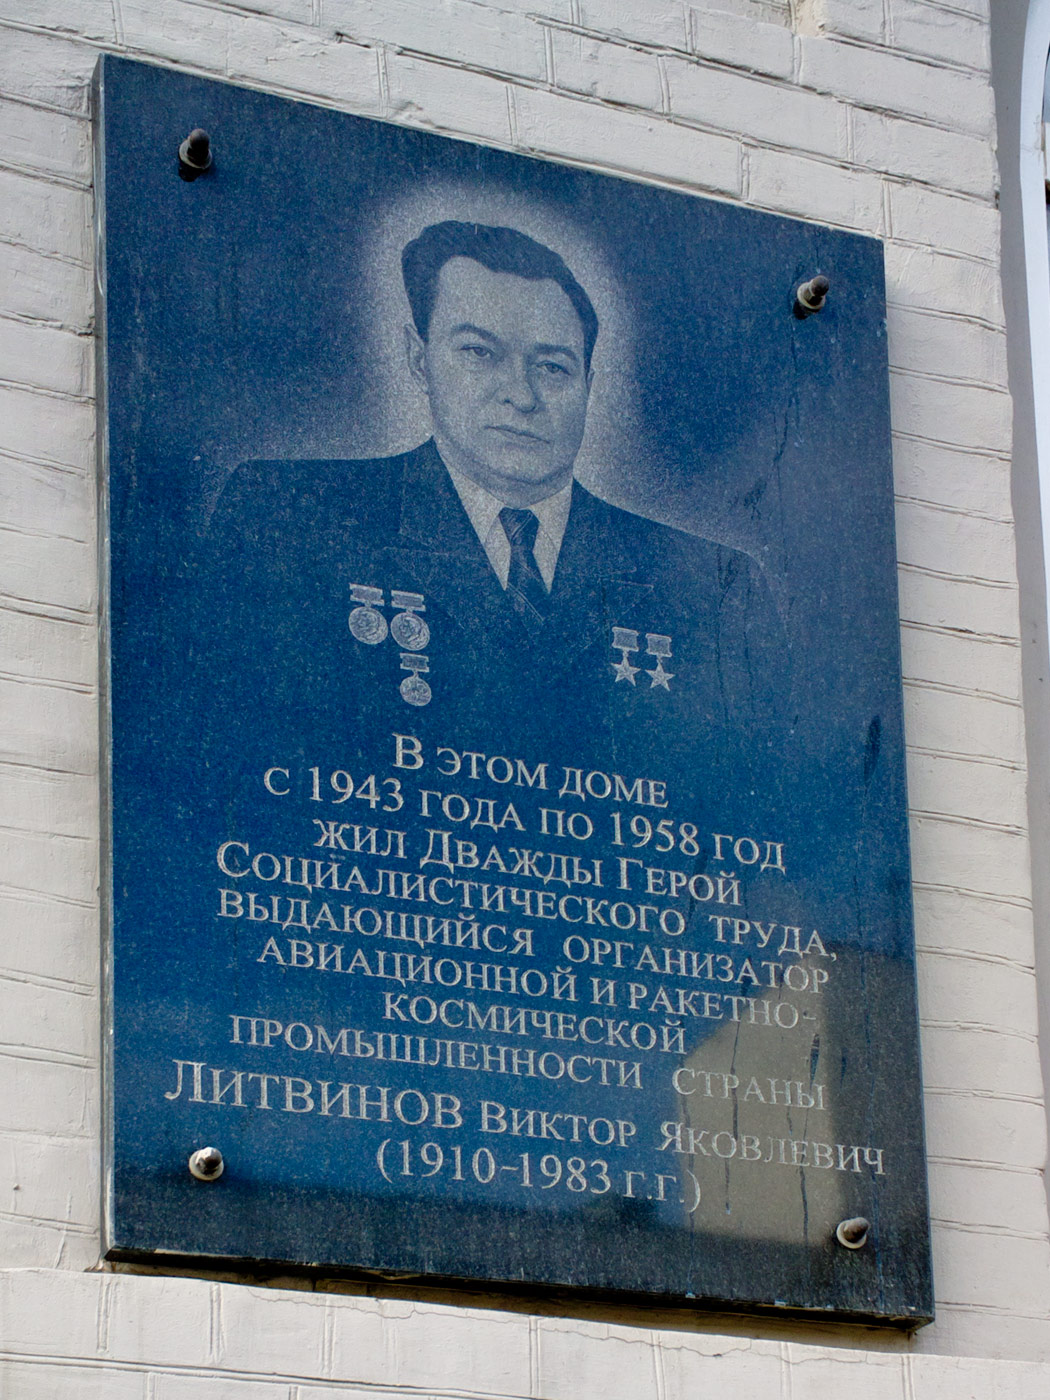 В ЭТОМ ДОМЕ
С 1943 ГОДА ПО 1958 ГОД
ЖИЛ ДВАЖДЫ ГЕРОЙ
СОЦИАЛИСТИЧЕСКОГО ТРУДА,
ВЫДАЮЩИЙСЯ ОРГАНИЗАТОР
АВИАЦИОННОЙ И РАКЕТНО-
КОСМИЧЕСКОЙ
ПРОМЫШЛЕННОСТИ СТРАНЫ
ЛИТВИНОВ ВИКТОР ЯКОВЛЕВИЧ
(1910-1983 Г.Г.)